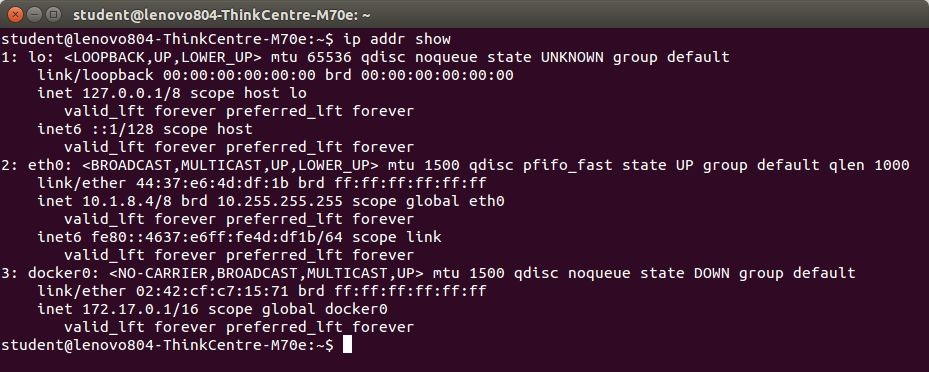 student@lenovo804-ThinkCentre-M70e: ~
student@lenovo804-ThinkCentre-M70e:~$ ip addr show
1: lo: <LOOPBACK,UP,LOWER_UP> mtu 65536 qdisc noqueue state UNKNOWN group default
    link/loopback 00:00:00:00:00:00 brd 00:00:00:00:00:00
    inet 127.0.0.1/8 scope host lo
       valid_lft forever preferred_lft forever
    inet6 ::1/128 scope host
       valid_lft forever preferred_lft forever
2: eth0: <BROADCAST,MULTICAST,UP,LOWER_UP> mtu 1500 qdisc pfifo_fast state UP group default qlen 1000
    link/ether 44:37:e6:4d:df:1b brd ff:ff:ff:ff:ff:ff
    inet 10.1.8.4/8 brd 10.255.255.255 scope global eth0
       valid_lft forever preferred_lft forever
    inet6 fe80::4637:e6ff:fe4d:df1b/64 scope link
       valid_lft forever preferred_lft forever
3: docker0: <NO-CARRIER,BROADCAST,MULTICAST,UP> mtu 1500 qdisc noqueue state DOWN group default
    link/ether 02:42:cf:c7:15:71 brd ff:ff:ff:ff:ff:ff
    inet 172.17.0.1/16 scope global docker0
       valid_lft forever preferred_lft forever
student@lenovo804-ThinkCentre-M70e:~$